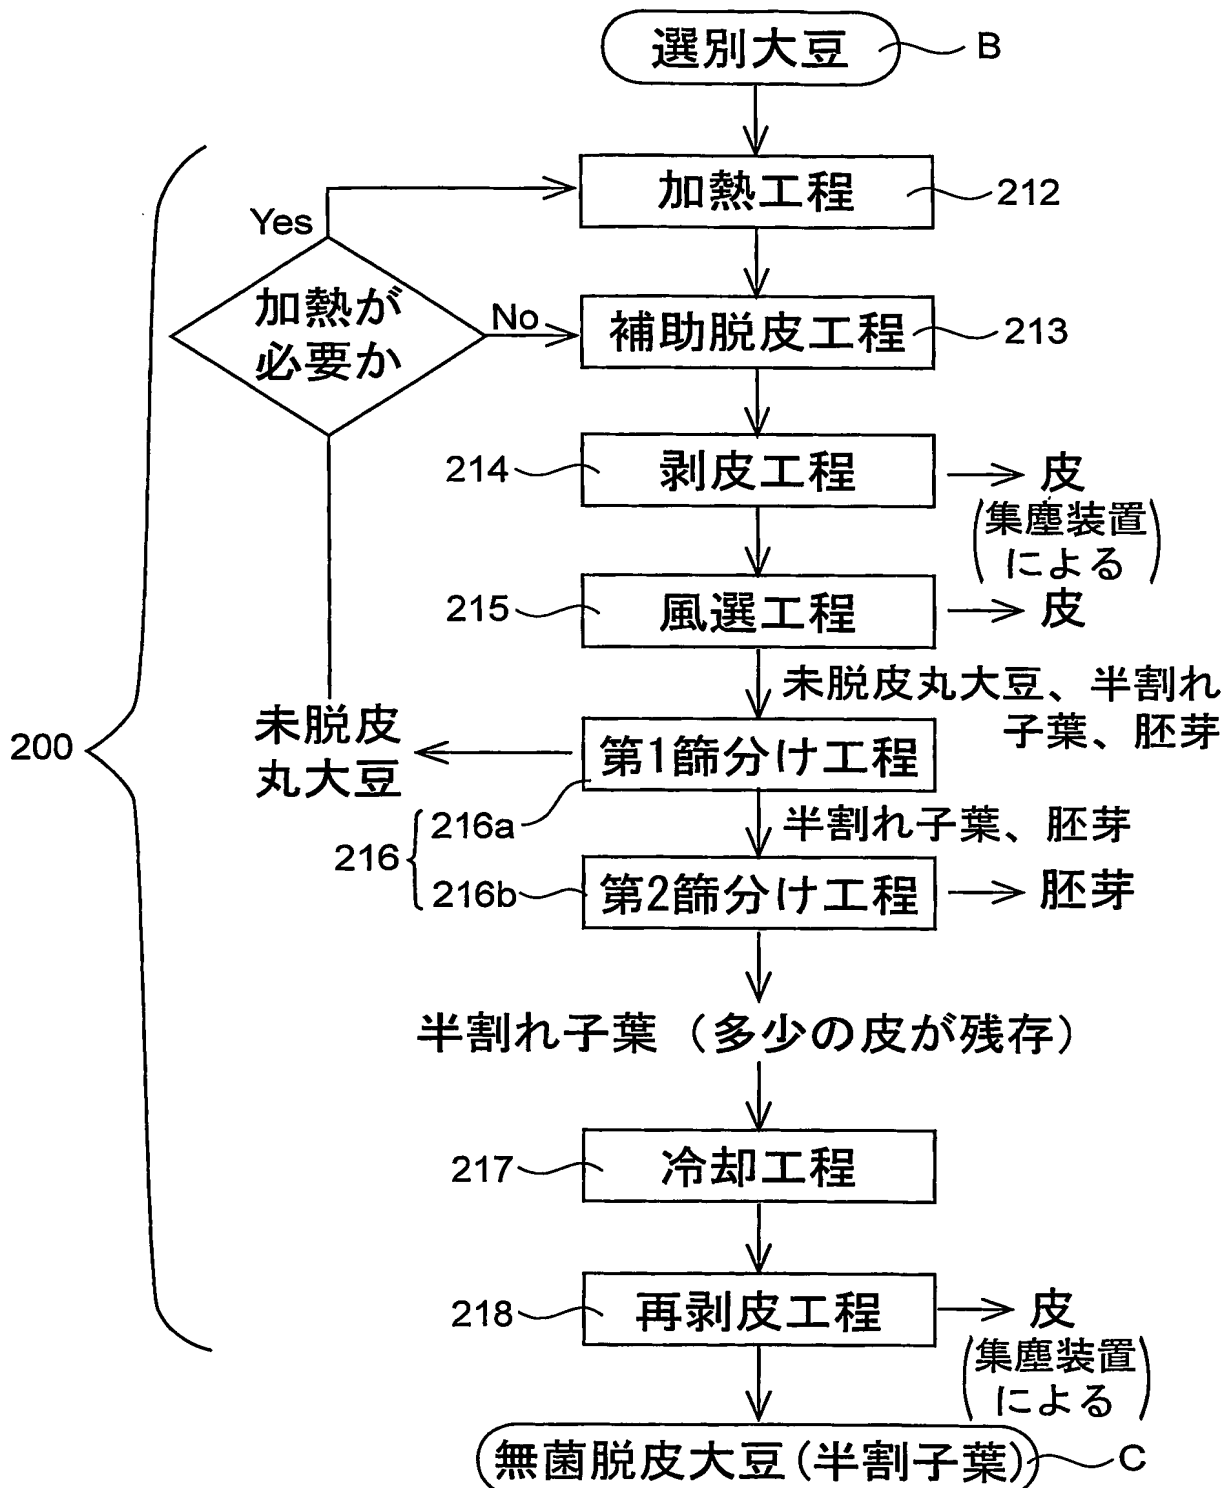 選別大豆
B
加熱工程
212
Yes
加熱が
必要か
No
補助脱皮工程
213
214
剥皮工程
皮
(集塵装置
による)
215
風選工程
皮
未脱皮丸大豆、半割れ
子葉、胚芽
200
未脱皮
丸大豆
第1篩分け工程
216a
半割れ子葉、胚芽
216
216b
第2篩分け工程
胚芽
半割れ子葉（多少の皮が残存）
217
冷却工程
218
再剥皮工程
皮
(集塵装置
による)
無菌脱皮大豆(半割子葉)
C